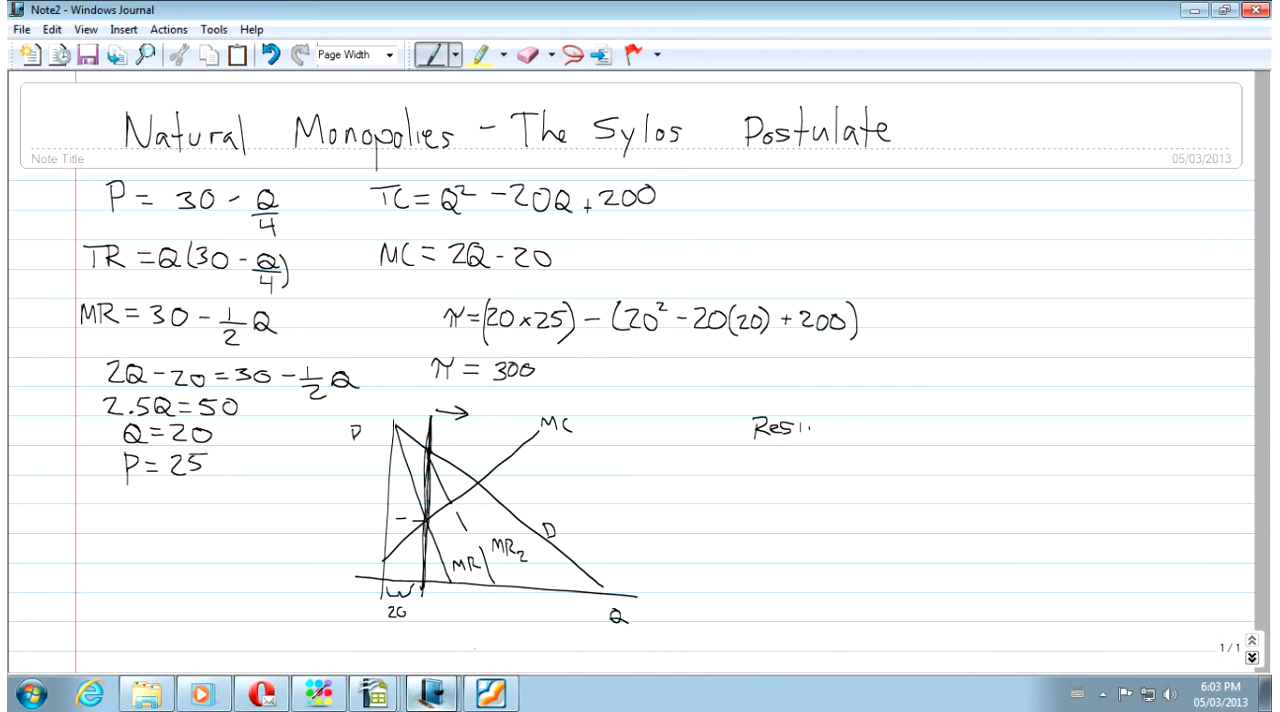 Note2 - Windows Journal
File Edit View Insert Actions Tools Help
Page Width
Natural Monopolies - The Sylos Postulate
Note Title
05/03/2013
P = 30 - Q/4
TC = Q² - 20Q + 200
TR = Q(30 - Q/4)
MC = 2Q - 20
MR = 30 - 1/2 Q
π = (20 × 25) - (20² - 20(20) + 200)
2Q - 20 = 30 - 1/2 Q
π = 300
2.5Q = 50
Q = 20
P = 25
P
MC
Resi
D
MR
MR₂
20
Q
1 / 1
6:03 PM
05/03/2013